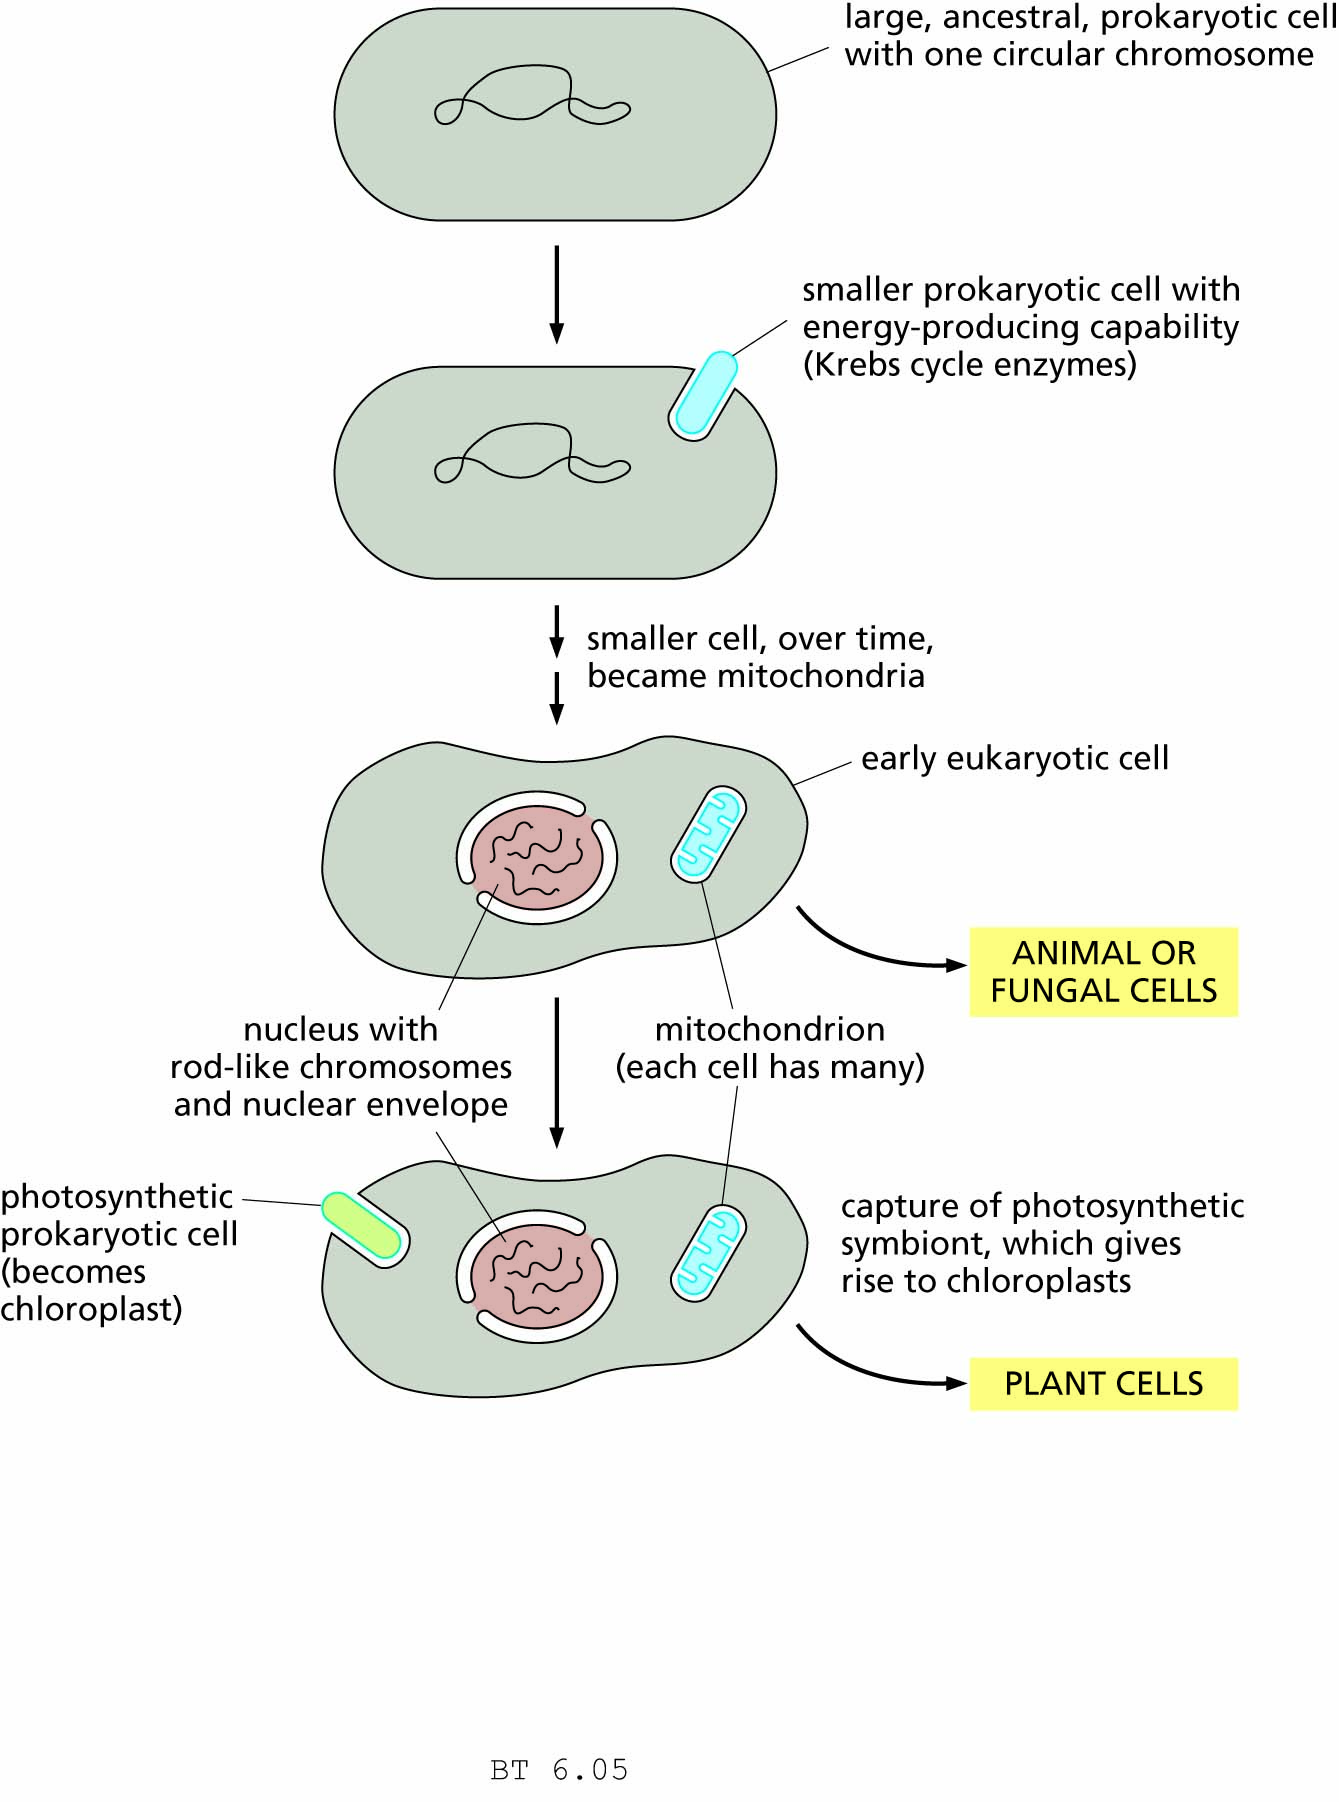 large, ancestral, prokaryotic cell
with one circular chromosome
smaller prokaryotic cell with
energy-producing capability
(Krebs cycle enzymes)
smaller cell, over time,
became mitochondria
early eukaryotic cell
ANIMAL OR
FUNGAL CELLS
nucleus with
rod-like chromosomes
and nuclear envelope
mitochondrion
(each cell has many)
photosynthetic
prokaryotic cell
(becomes
chloroplast)
capture of photosynthetic
symbiont, which gives
rise to chloroplasts
PLANT CELLS
BT 6.05